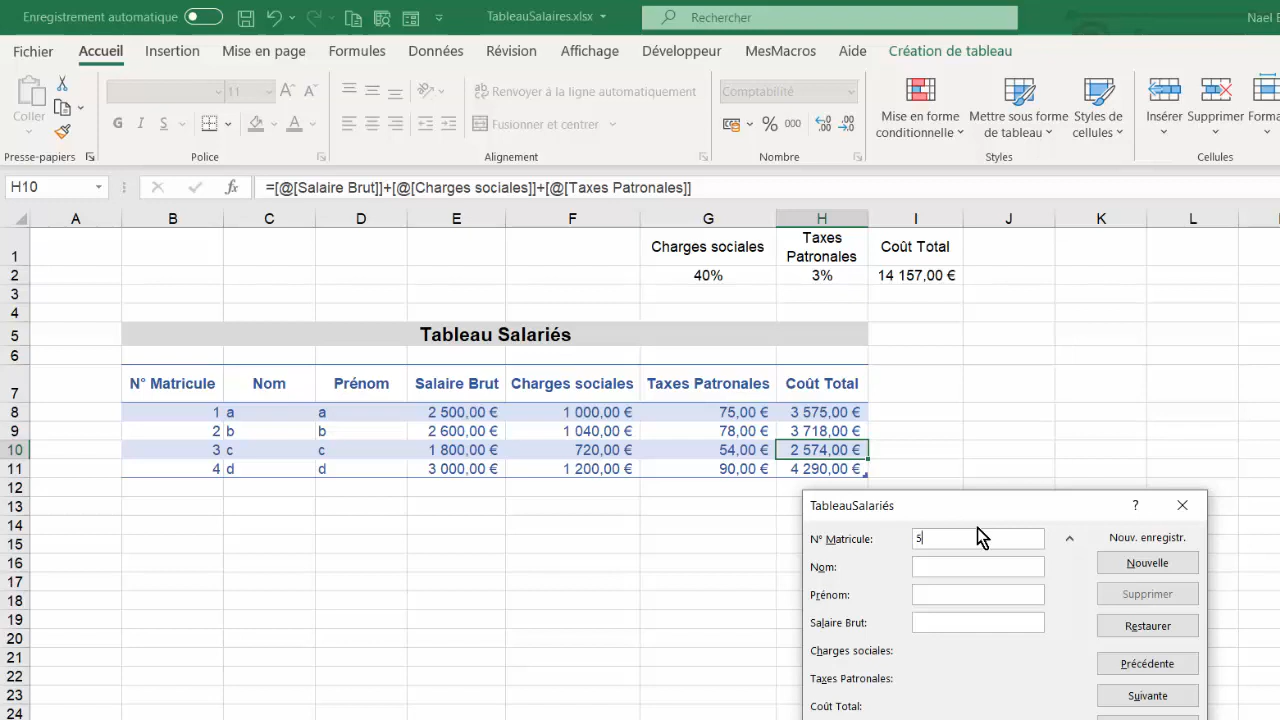 Enregistrement automatique
TableauSalaires.xlsx
Rechercher
Nael
Fichier Accueil Insertion Mise en page Formules Données Révision Affichage Développeur MesMacros Aide Création de tableau
Coller
11
Renvoyer à la ligne automatiquement
Comptabilité
G I S
Fusionner et centrer
% 000
Mise en forme conditionnelle
Mettre sous forme de tableau
Styles de cellules
Insérer
Supprimer
Presse-papiers
Police
Alignement
Nombre
Styles
Cellules
H10
fx
=[@[Salaire Brut]]+[@[Charges sociales]]+[@[Taxes Patronales]]
A B C D E F G H I J K L
1 Charges sociales Taxes Patronales Coût Total
2 40% 3% 14 157,00 €
3
4
5 Tableau Salariés
6
7 N° Matricule Nom Prénom Salaire Brut Charges sociales Taxes Patronales Coût Total
8 1 a a 2 500,00 € 1 000,00 € 75,00 € 3 575,00 €
9 2 b b 2 600,00 € 1 040,00 € 78,00 € 3 718,00 €
10 3 c c 1 800,00 € 720,00 € 54,00 € 2 574,00 €
11 4 d d 3 000,00 € 1 200,00 € 90,00 € 4 290,00 €
12
13
14
15
16
17
18
19
20
21
22
23
24
TableauSalariés ?
N° Matricule: 5 Nouv. enregistr.
Nouvelle
Nom:
Prénom: Supprimer
Salaire Brut: Restaurer
Charges sociales:
Précédente
Taxes Patronales:
Suivante
Coût Total: